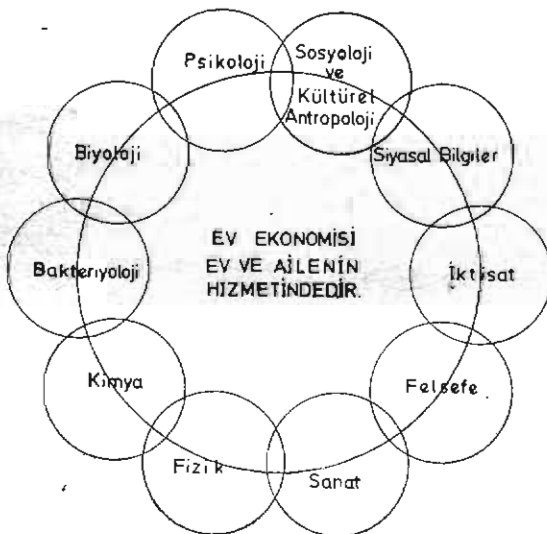 Psikoloji
Sosyoloji
ve
Kültürel
Antropoloji
Biyoloji
Siyasal Bilgiler
EV EKONOMİSİ
EV VE AİLENİN
HİZMETİNDEDİR.
Bakteriyoloji
İktisat
Kimya
Felsefe
Fizik
Sanat